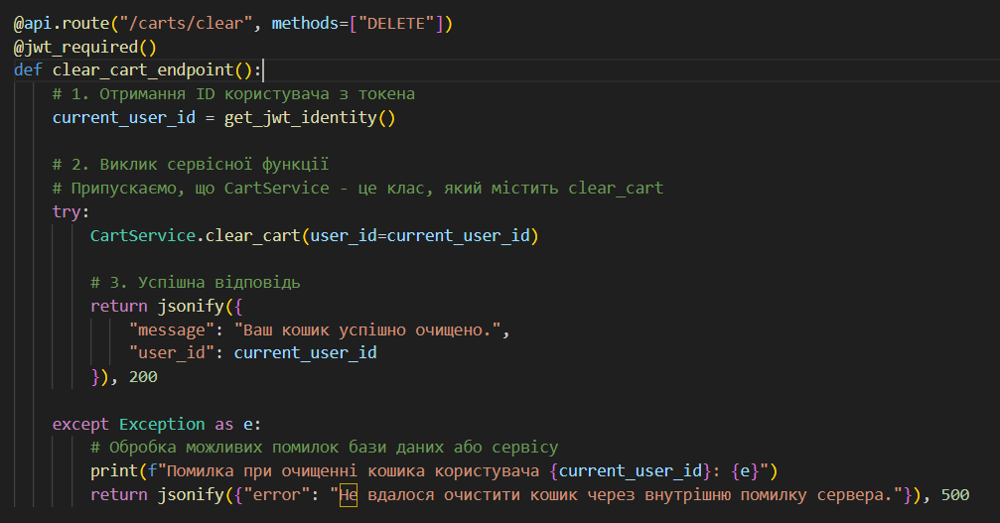 @api.route("/carts/clear", methods=["DELETE"])
@jwt_required()
def clear_cart_endpoint():
    # 1. Отримання ID користувача з токена
    current_user_id = get_jwt_identity()
    # 2. Виклик сервісної функції
    # Припускаємо, що CartService - це клас, який містить clear_cart
    try:
        CartService.clear_cart(user_id=current_user_id)
        # 3. Успішна відповідь
        return jsonify({
            "message": "Ваш кошик успішно очищено.",
            "user_id": current_user_id
        }), 200
    except Exception as e:
        # Обробка можливих помилок бази даних або сервісу
        print(f"Помилка при очищенні кошика користувача {current_user_id}: {e}")
        return jsonify({"error": "Не вдалося очистити кошик через внутрішню помилку сервера."}), 500